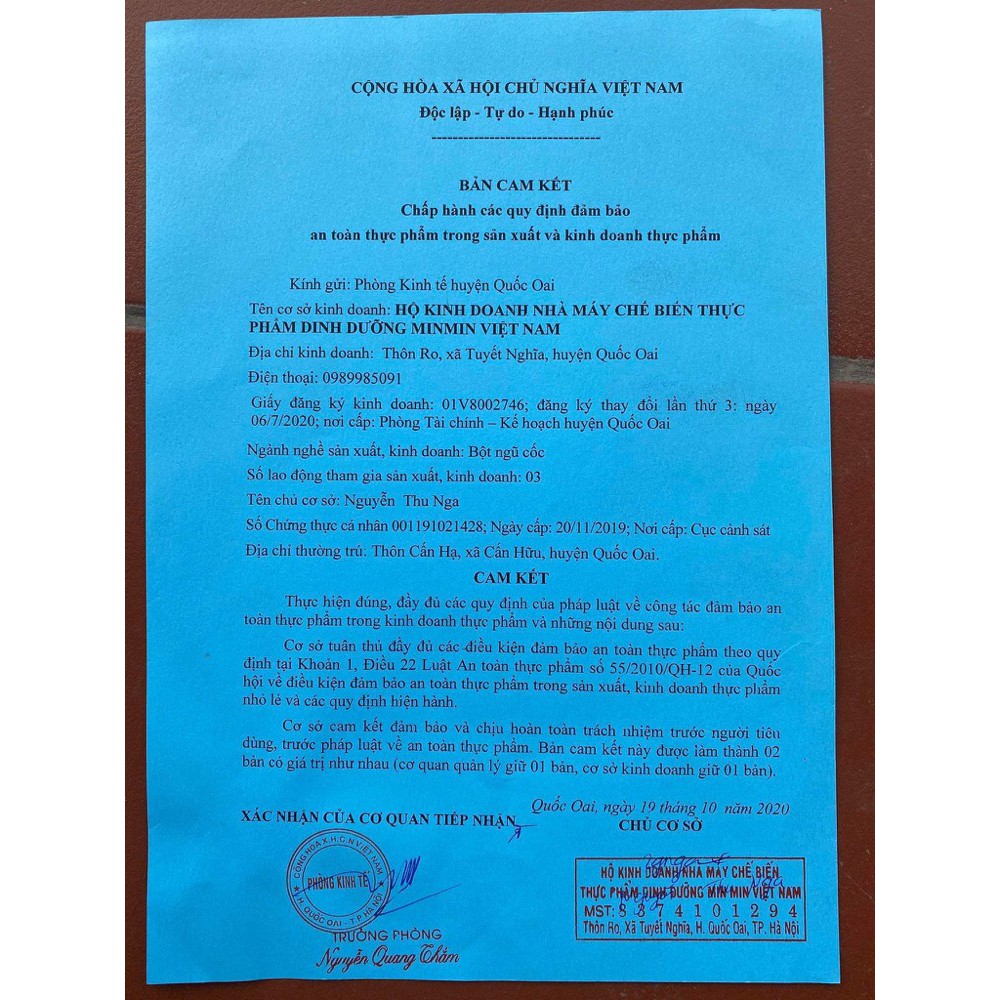 CỘNG HÒA XÃ HỘI CHỦ NGHĨA VIỆT NAM
Độc lập - Tự do - Hạnh phúc
--------------------------------
BẢN CAM KẾT
Chấp hành các quy định đảm bảo
an toàn thực phẩm trong sản xuất và kinh doanh thực phẩm
Kính gửi: Phòng Kinh tế huyện Quốc Oai
Tên cơ sở kinh doanh: HỘ KINH DOANH NHÀ MÁY CHẾ BIẾN THỰC
PHẨM DINH DƯỠNG MINMIN VIỆT NAM
Địa chỉ kinh doanh: Thôn Ro, xã Tuyết Nghĩa, huyện Quốc Oai
Điện thoại: 0989985091
Giấy đăng ký kinh doanh: 01V8002746; đăng ký thay đổi lần thứ 3: ngày
06/7/2020; nơi cấp: Phòng Tài chính – Kế hoạch huyện Quốc Oai
Ngành nghề sản xuất, kinh doanh: Bột ngũ cốc
Số lao động tham gia sản xuất, kinh doanh: 03
Tên chủ cơ sở: Nguyễn Thu Nga
Số Chứng thực cá nhân 001191021428; Ngày cấp: 20/11/2019; Nơi cấp: Cục cảnh sát
Địa chỉ thường trú: Thôn Cấn Hạ, xã Cấn Hữu, huyện Quốc Oai.
CAM KẾT
Thực hiện đúng, đầy đủ các quy định của pháp luật về công tác đảm bảo an
toàn thực phẩm trong kinh doanh thực phẩm và những nội dung sau:
Cơ sở tuân thủ đầy đủ các điều kiện đảm bảo an toàn thực phẩm theo quy
định tại Khoản 1, Điều 22 Luật An toàn thực phẩm số 55/2010/QH-12 của Quốc
hội về điều kiện đảm bảo an toàn thực phẩm trong sản xuất, kinh doanh thực phẩm
nhỏ lẻ và các quy định hiện hành.
Cơ sở cam kết đảm bảo và chịu hoàn toàn trách nhiệm trước người tiêu
dùng, trước pháp luật về an toàn thực phẩm. Bản cam kết này được làm thành 02
bản có giá trị như nhau (cơ quan quản lý giữ 01 bản, cơ sở kinh doanh giữ 01 bản).
Quốc Oai, ngày 19 tháng 10 năm 2020
XÁC NHẬN CỦA CƠ QUAN TIẾP NHẬN
CHỦ CƠ SỞ
CỘNG HÒA X.H.C.N VIỆT NAM
PHÒNG KINH TẾ
H. QUỐC OAI - T.P HÀ NỘI
TRƯỞNG PHÒNG
Nguyễn Quang Thắm
HỘ KINH DOANH NHÀ MÁY CHẾ BIẾN
THỰC PHẨM DINH DƯỠNG MIN MIN VIỆT NAM
MST: 8 3 7 4 1 0 1 2 9 4
Thôn Ro, Xã Tuyết Nghĩa, H. Quốc Oai, TP. Hà Nội